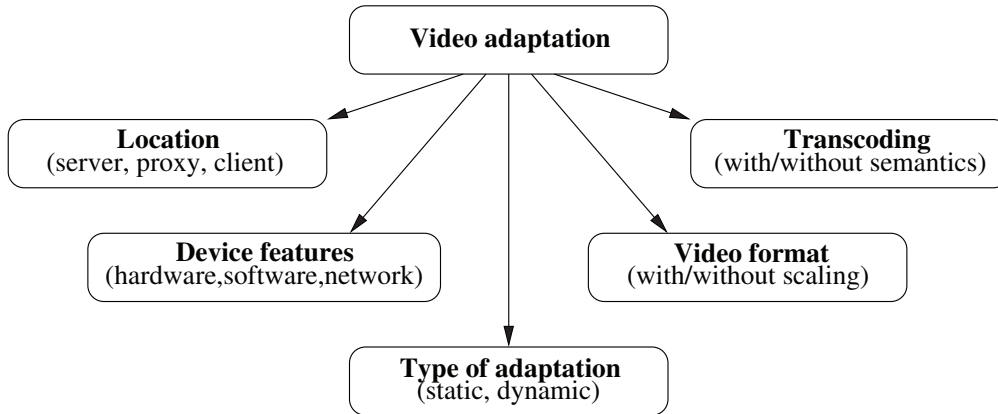 Video adaptation
Location
(server, proxy, client)
Transcoding
(with/without semantics)
Device features
(hardware,software,network)
Video format
(with/without scaling)
Type of adaptation
(static, dynamic)